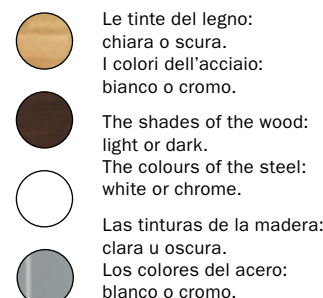 Le tinte del legno:
chiara o scura.
I colori dell'acciaio:
bianco o cromo.
The shades of the wood:
light or dark.
The colours of the steel:
white or chrome.
Las tinturas de la madera:
clara u oscura.
Los colores del acero:
blanco o cromo.